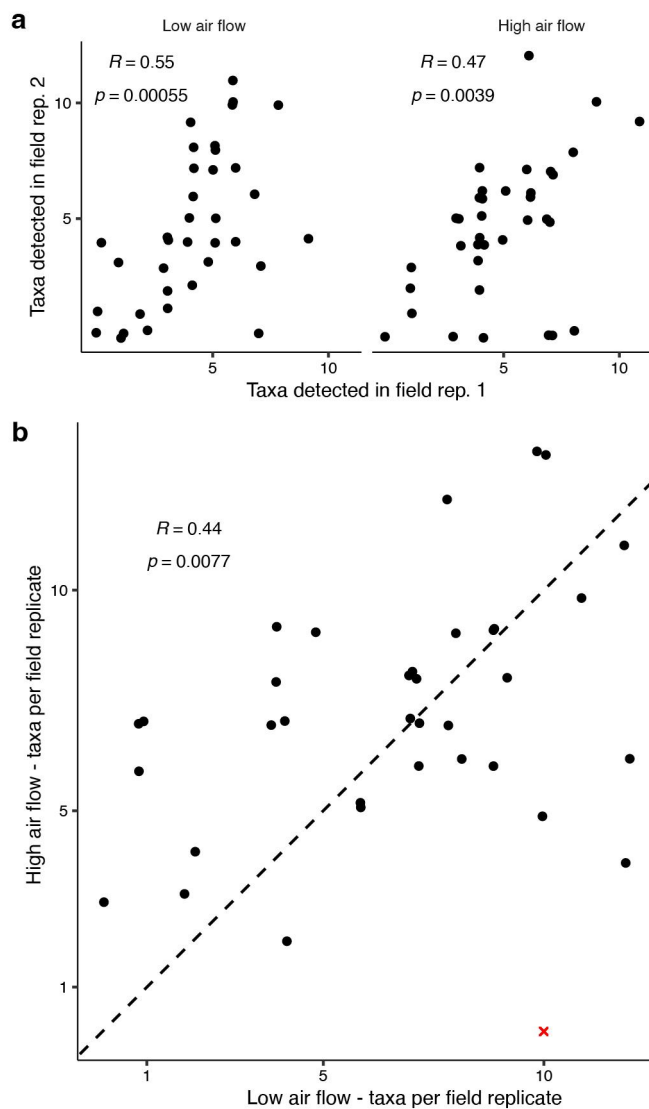 a
Low air flow
High air flow
R = 0.55
p = 0.00055
R = 0.47
p = 0.0039
Taxa detected in field rep. 2
10
5
5
10
5
10
Taxa detected in field rep. 1
b
R = 0.44
p = 0.0077
High air flow - taxa per field replicate
10
5
1
1
5
10
Low air flow - taxa per field replicate